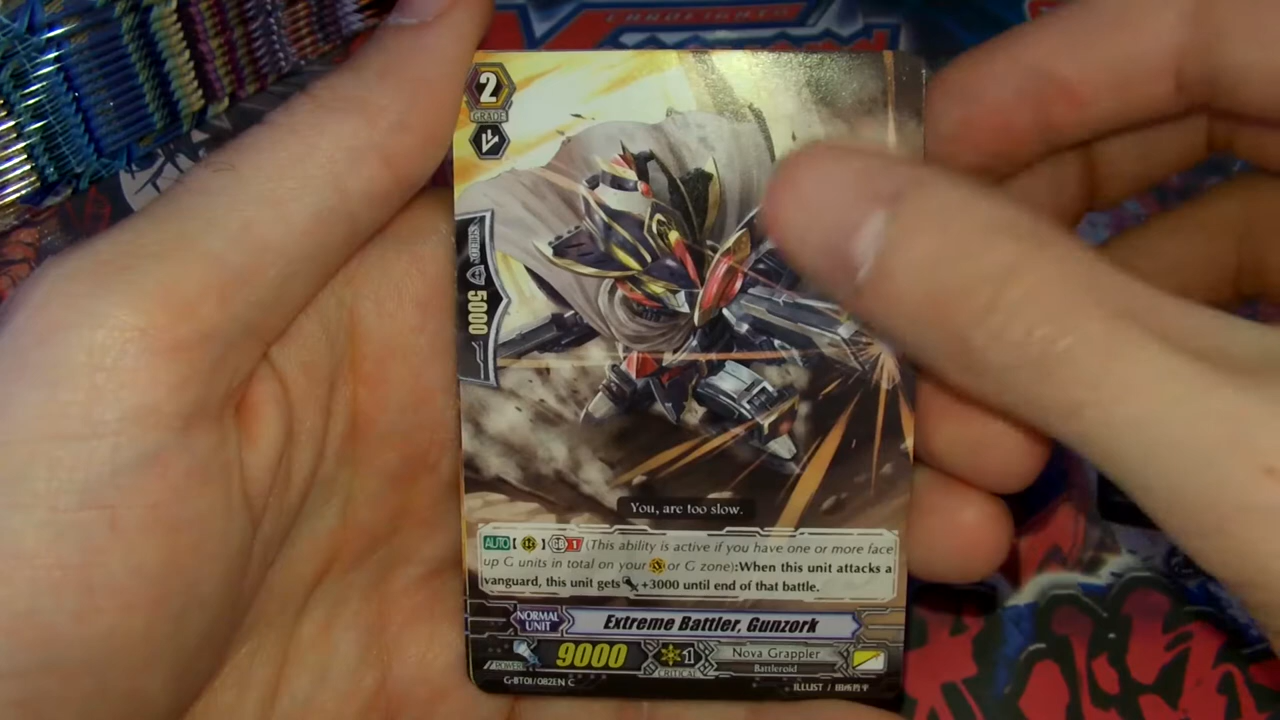 2
GRADE
5000
You, are too slow.
AUTO [ ] GB 1 (This ability is active if you have one or more face
up G units in total on your or G zone):When this unit attacks a
vanguard, this unit gets +3000 until end of that battle.
NORMAL
UNIT
Extreme Battler, Gunzork
POWER 9000 1
CRITICAL
Nova Grappler
Battleroid
G-BT01/082EN C
ILLUST / 田所哲平